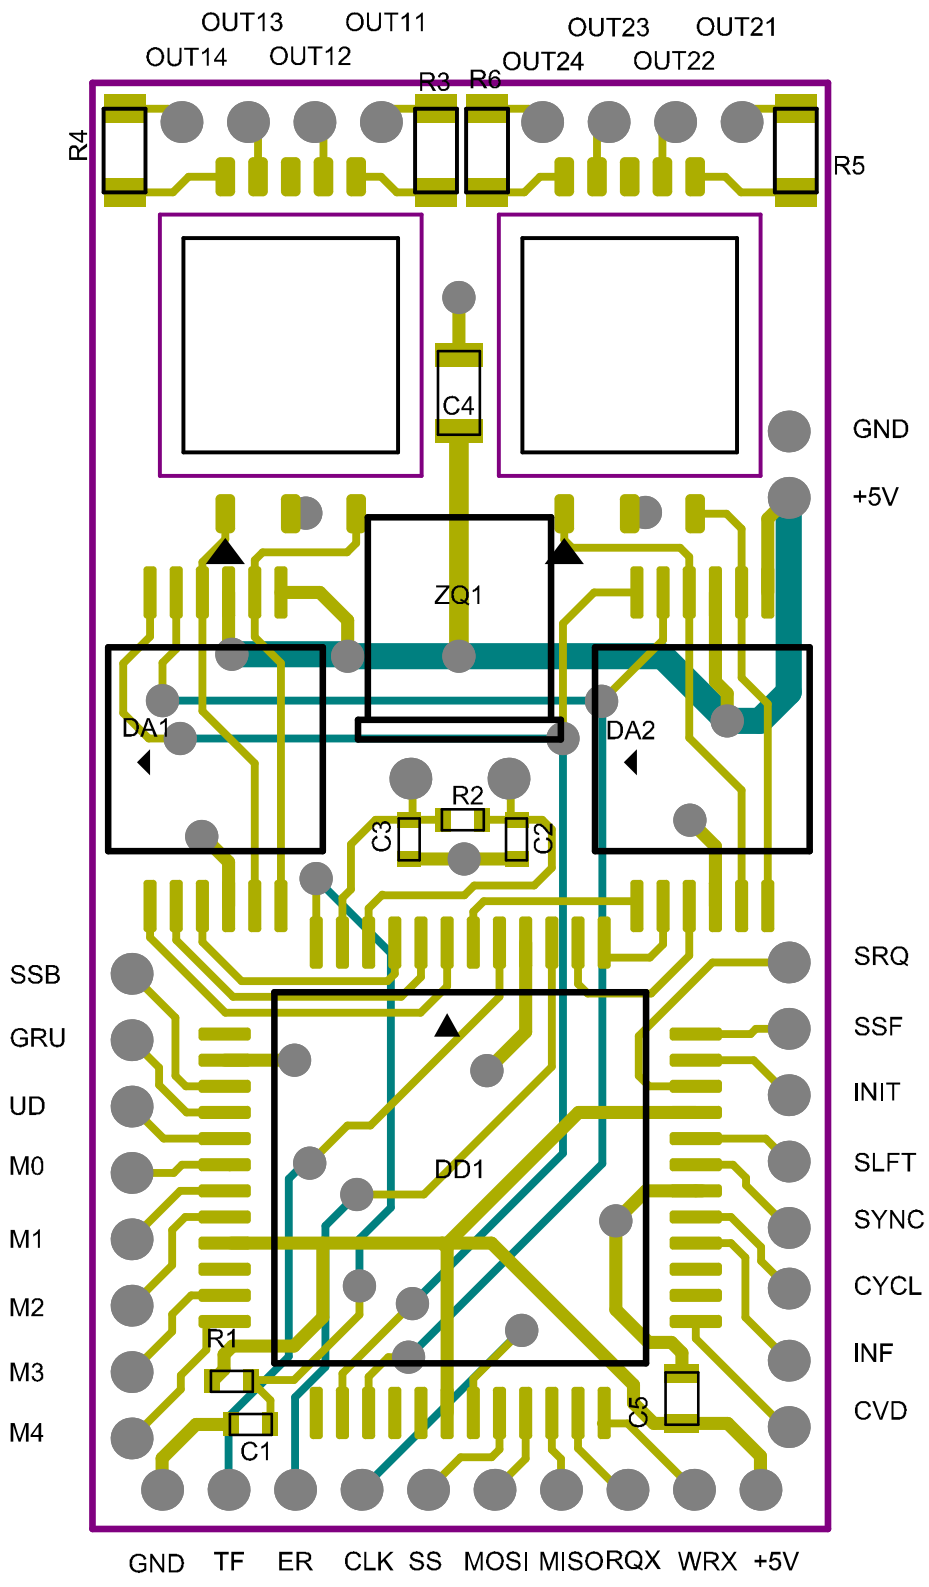 OUT13 OUT11 OUT23 OUT21
OUT14 OUT12 OUT24 OUT22
R3 R6
R4 R5
C4
GND
+5V
ZQ1
DA1 DA2
R2
C3 C2
SSB SRQ
GRU SSF
UD INIT
M0 DD1 SLFT
M1 SYNC
M2 CYCL
R1
M3 INF
M4 C1 C5 CVD
GND TF ER CLK SS MOSI MISO RQX WRX +5V